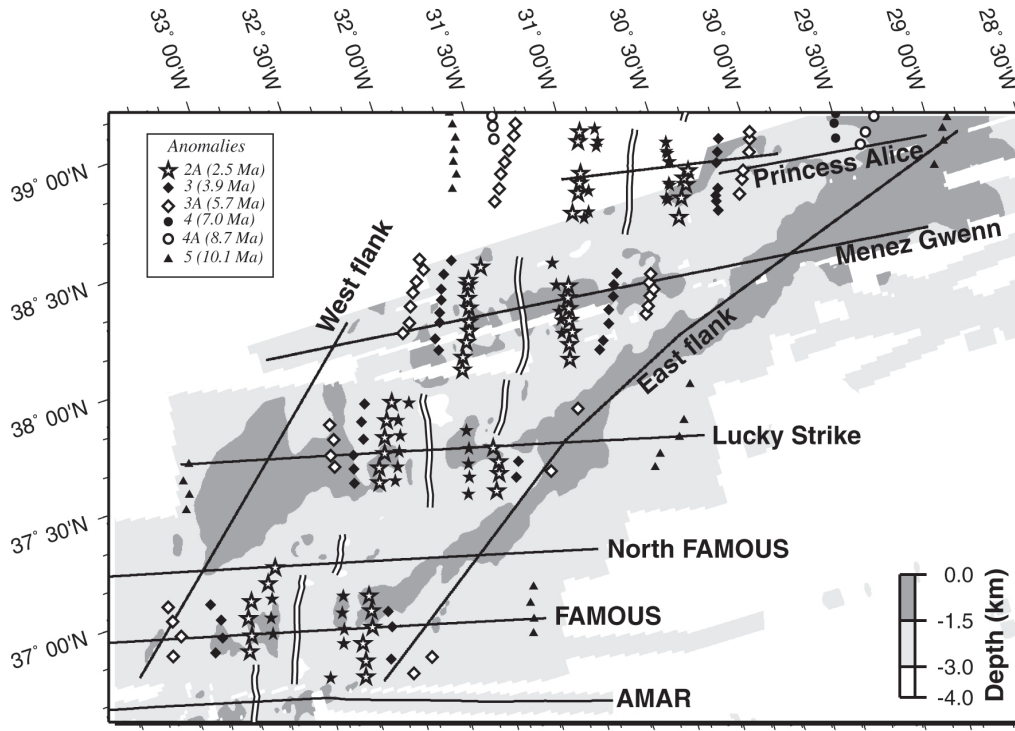 33° 00'W
32° 30'W
32° 00'W
31° 30'W
31° 00'W
30° 30'W
30° 00'W
29° 30'W
29° 00'W
28° 30'W
39° 00'N
38° 30'N
38° 00'N
37° 30'N
37° 00'N
Anomalies
2A (2.5 Ma)
3 (3.9 Ma)
3A (5.7 Ma)
4 (7.0 Ma)
4A (8.7 Ma)
5 (10.1 Ma)
Princess Alice
Menez Gwenn
West flank
East flank
Lucky Strike
North FAMOUS
FAMOUS
AMAR
0.0
-1.5
-3.0
-4.0
Depth (km)